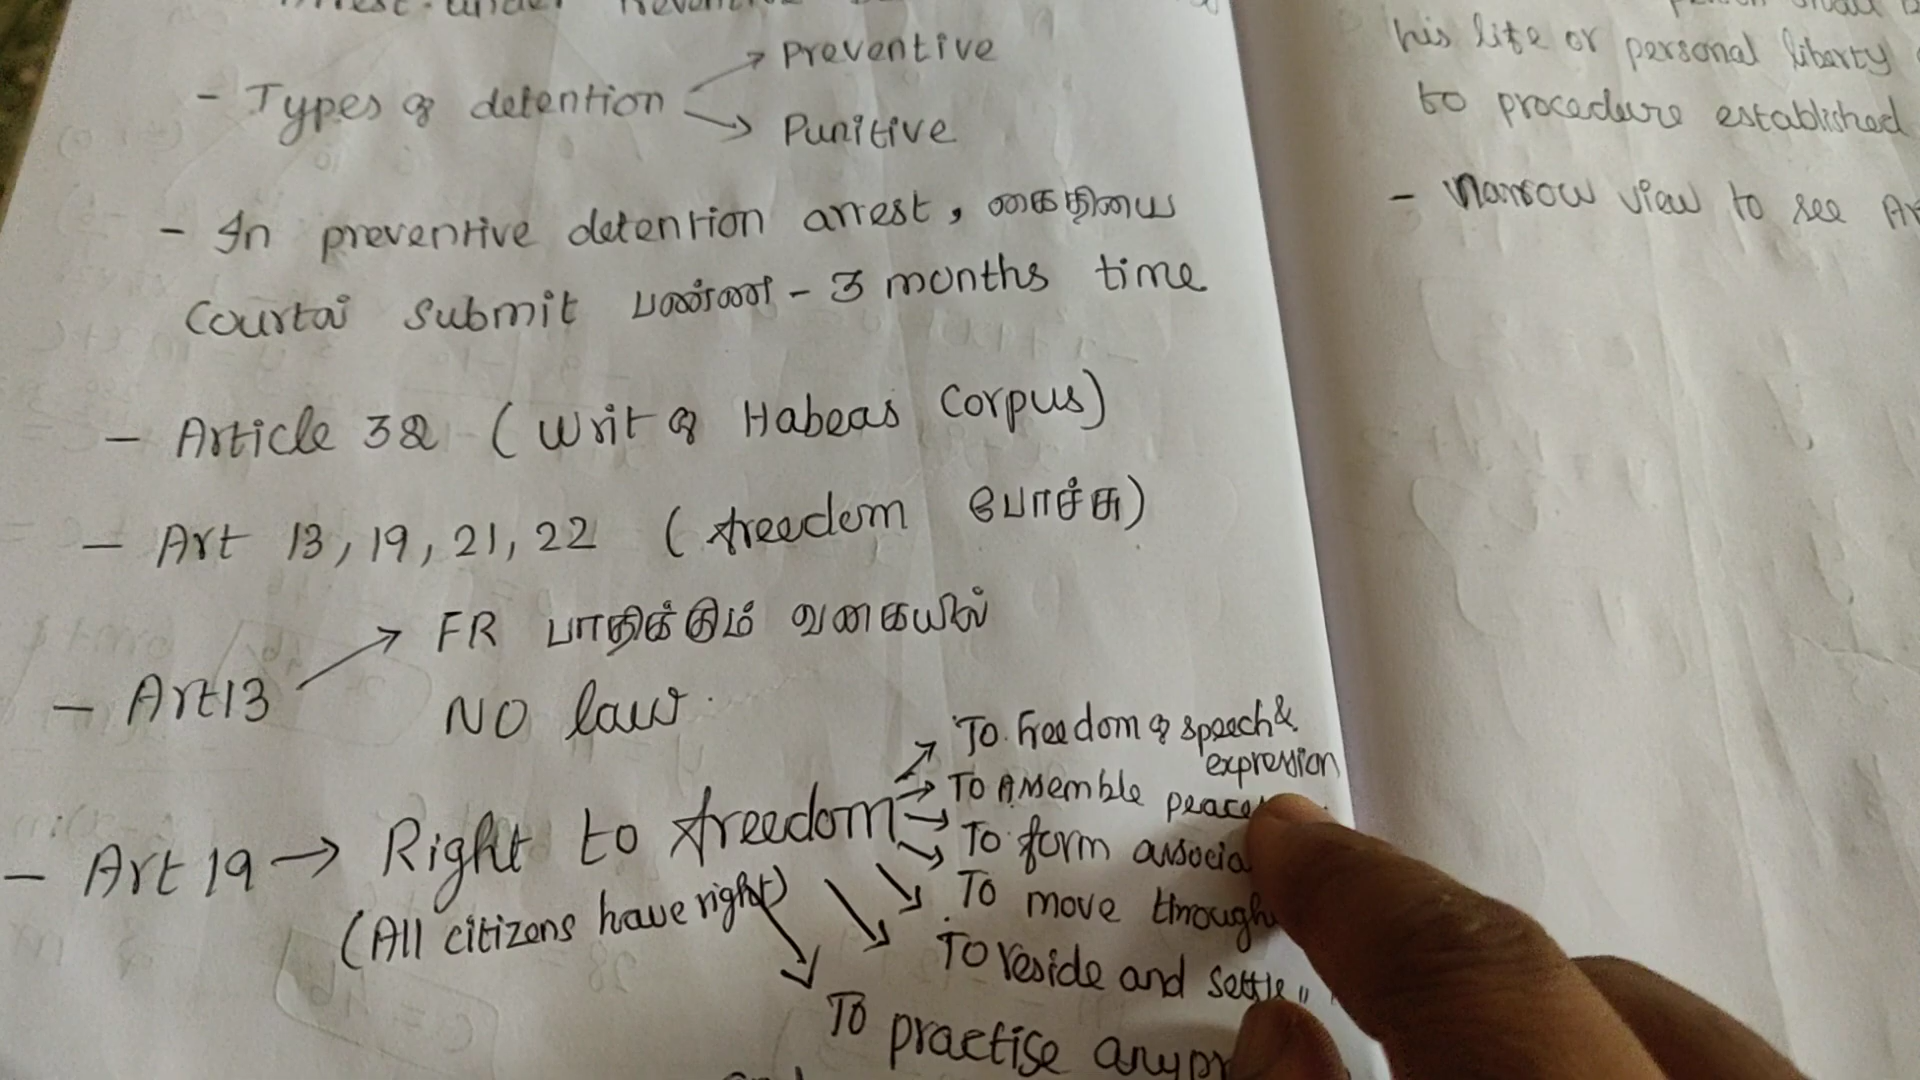 - Types of detention → Preventive
→ Punitive
- In preventive detention arrest, கைதியை
Courtல் submit பண்ண - 3 months time
- Article 32 (Writ of Habeas Corpus)
- Art 13, 19, 21, 22 (freedom போச்சு)
- Art13 → FR பாதிக்கும் வகையில்
NO law.
- Art 19 → Right to freedom
(All citizens have right)
→ To freedom of speech &
expression
→ To Assemble
→ To form
→ To move
→ To reside and settle "
→ To practise any
his life or personal liberty
to procedure established
- Narrow view to see